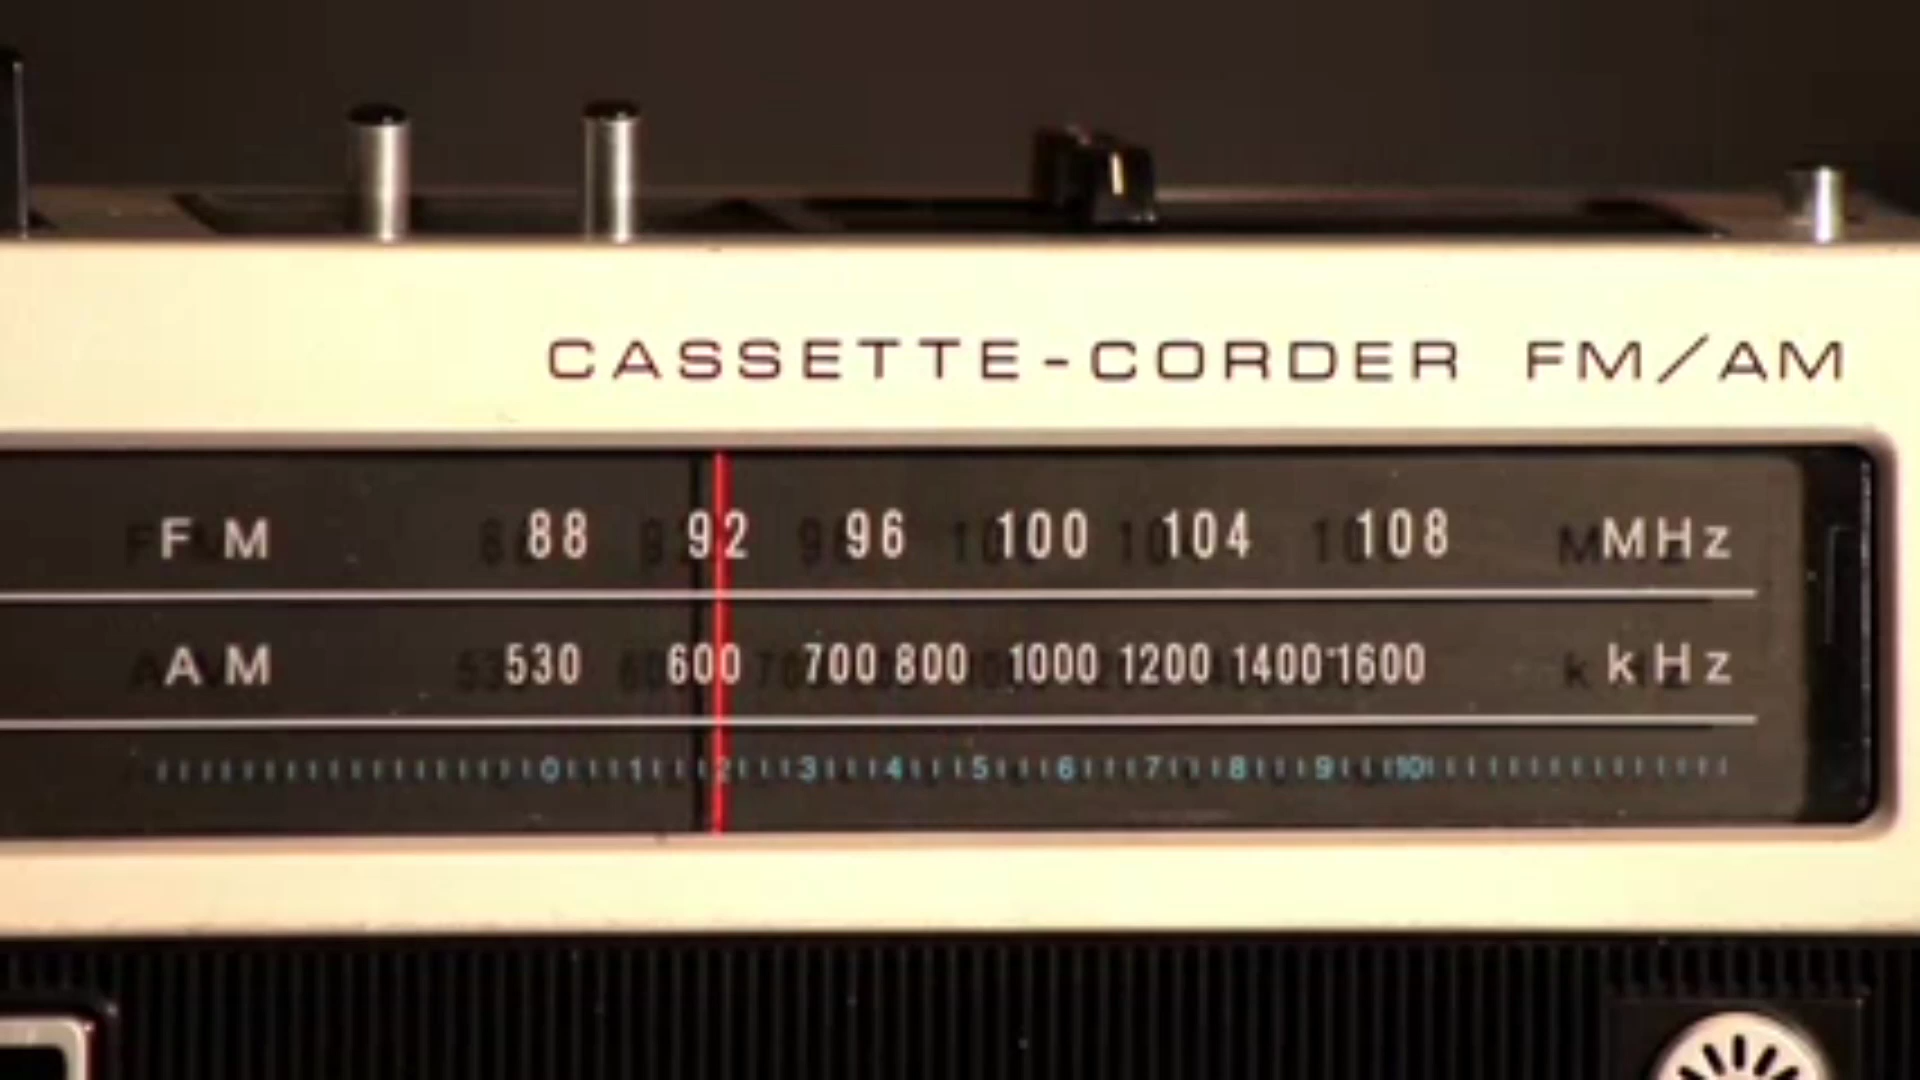 CASSETTE-CORDER FM/AM
FM 88 92 96 100 104 108 MHz
AM 530 600 700 800 1000 1200 1400 1600 kHz
0 1 2 3 4 5 6 7 8 9 10